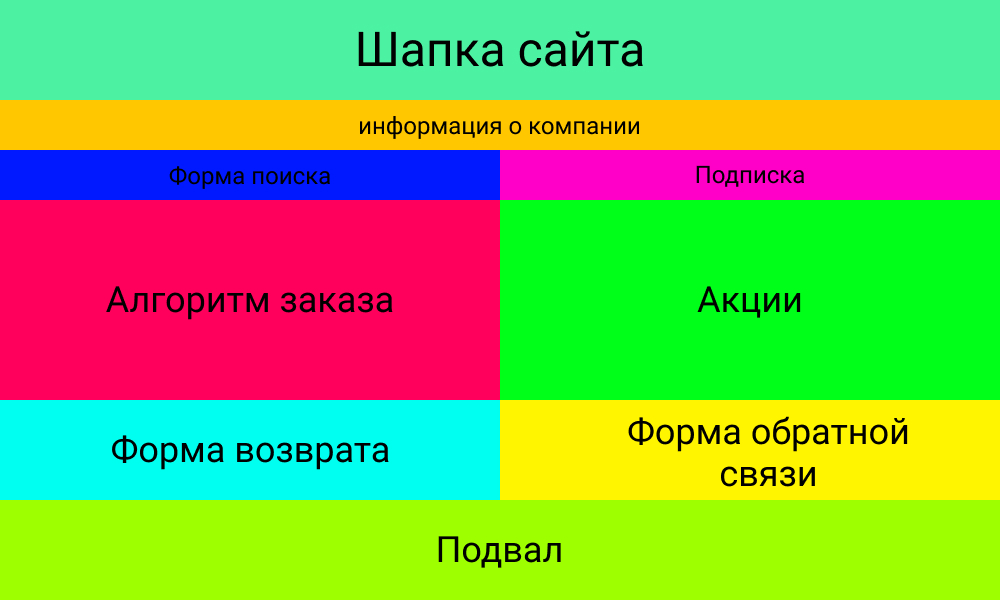 Шапка сайта
информация о компании
Форма поиска
Подписка
Алгоритм заказа
Акции
Форма возврата
Форма обратной
связи
Подвал